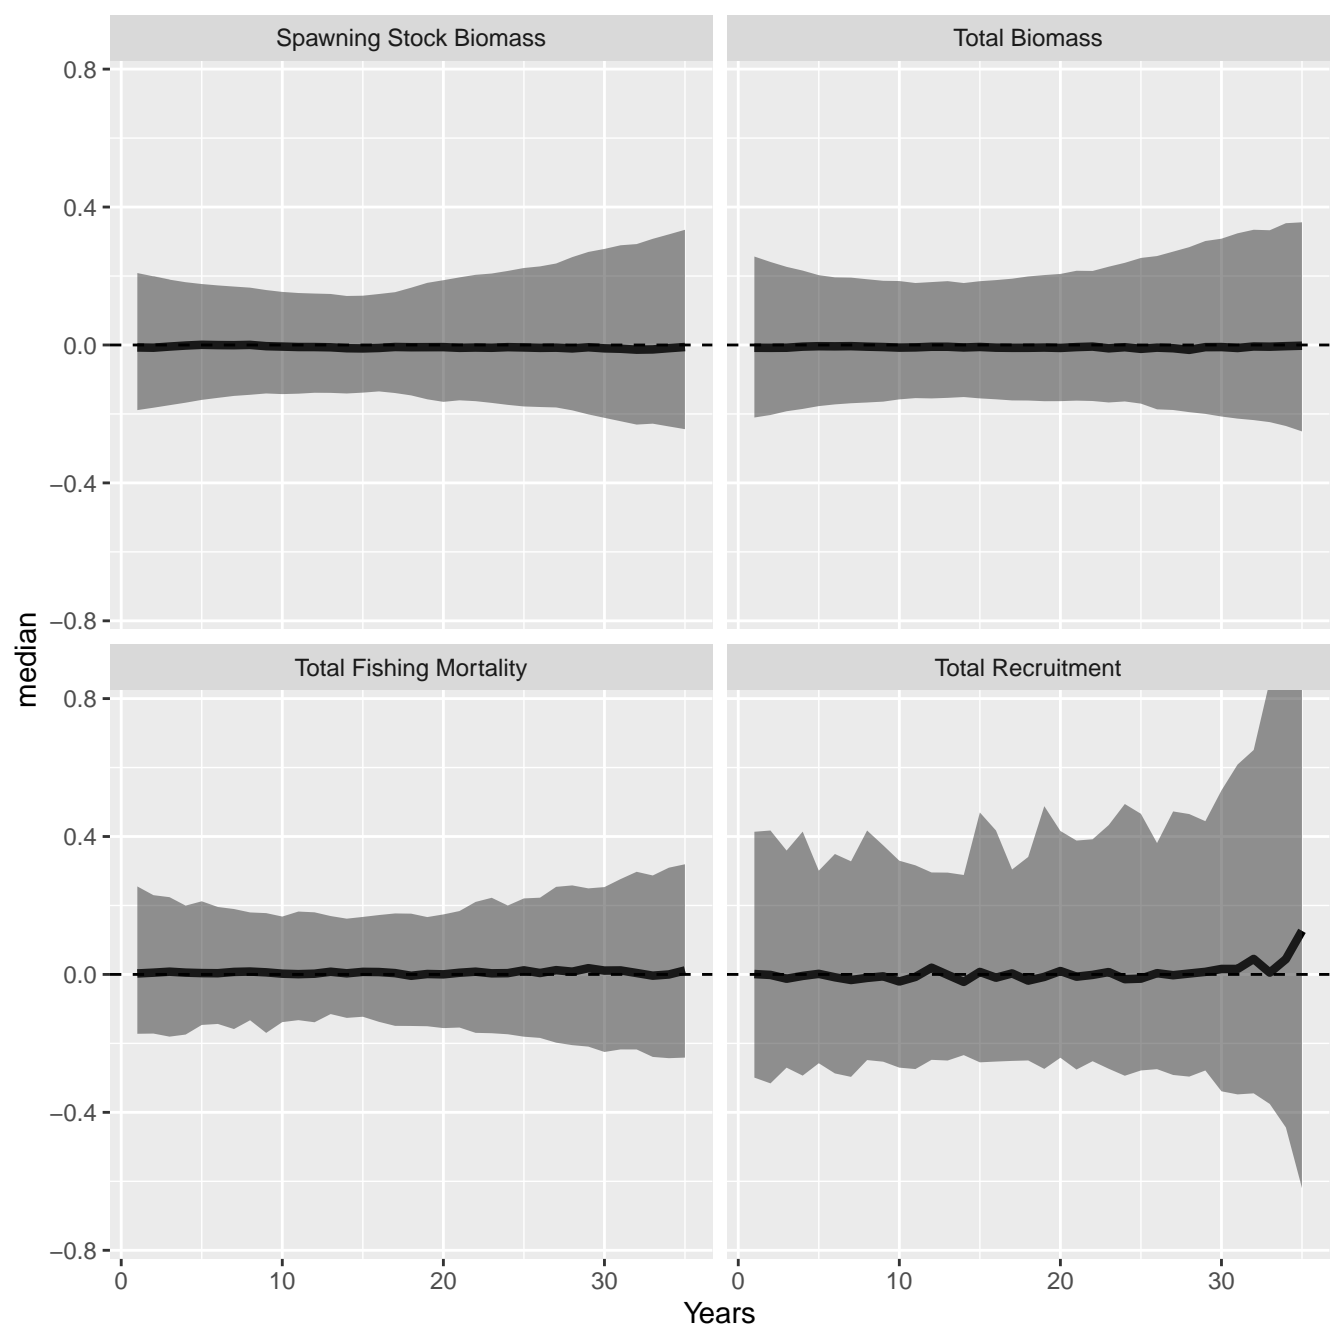 Spawning Stock Biomass
Total Biomass
0.8
0.4
0.0
−0.4
−0.8
Total Fishing Mortality
Total Recruitment
0.8
0.4
0.0
−0.4
−0.8
0 10 20 30
0 10 20 30
Years
median